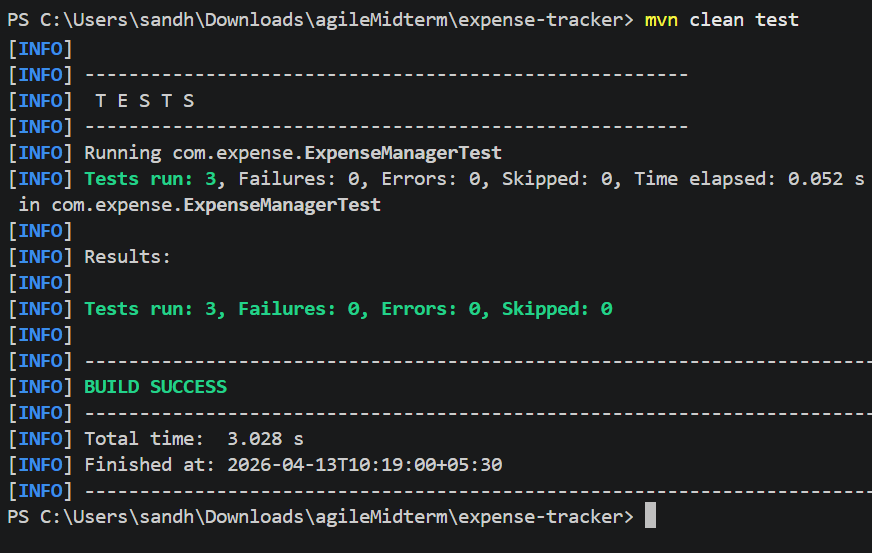 PS C:\Users\sandh\Downloads\agileMidterm\expense-tracker> mvn clean test
[INFO]
[INFO] -------------------------------------------------------
[INFO]  T E S T S
[INFO] -------------------------------------------------------
[INFO] Running com.expense.ExpenseManagerTest
[INFO] Tests run: 3, Failures: 0, Errors: 0, Skipped: 0, Time elapsed: 0.052 s
 in com.expense.ExpenseManagerTest
[INFO]
[INFO] Results:
[INFO]
[INFO] Tests run: 3, Failures: 0, Errors: 0, Skipped: 0
[INFO]
[INFO] ------------------------------------------------------------------------
[INFO] BUILD SUCCESS
[INFO] ------------------------------------------------------------------------
[INFO] Total time:  3.028 s
[INFO] Finished at: 2026-04-13T10:19:00+05:30
[INFO] ------------------------------------------------------------------------
PS C:\Users\sandh\Downloads\agileMidterm\expense-tracker>